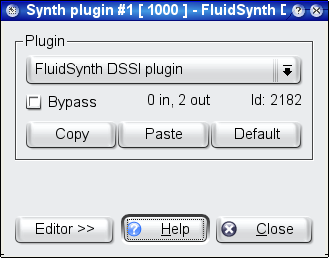 Synth plugin #1 [ 1000 ] - FluidSynth D
Plugin
FluidSynth DSSI plugin
Bypass 0 in, 2 out Id: 2182
Copy Paste Default
Editor >> Help Close